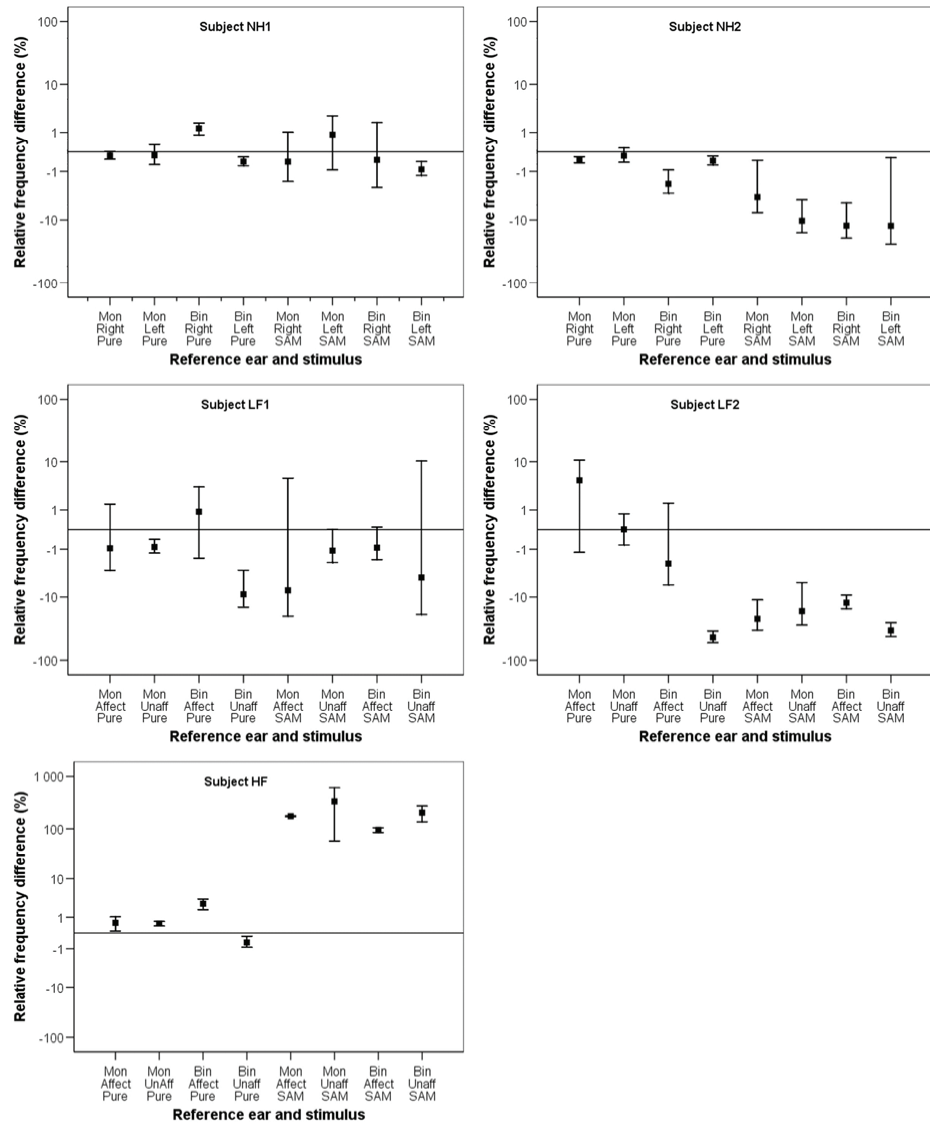 Subject NH1
Relative frequency difference (%)
100
10
1
-1
-10
-100
Mon Mon Bin Bin Mon Mon Bin Bin
Right Left Right Left Right Left Right Left
Pure Pure Pure Pure SAM SAM SAM SAM
Reference ear and stimulus
Subject NH2
Relative frequency difference (%)
100
10
1
-1
-10
-100
Mon Mon Bin Bin Mon Mon Bin Bin
Right Left Right Left Right Left Right Left
Pure Pure Pure Pure SAM SAM SAM SAM
Reference ear and stimulus
Subject LF1
Relative frequency difference (%)
100
10
1
-1
-10
-100
Mon Mon Bin Bin Mon Mon Bin Bin
Affect Unaff Affect Unaff Affect Unaff Affect Unaff
Pure Pure Pure Pure SAM SAM SAM SAM
Reference ear and stimulus
Subject LF2
Relative frequency difference (%)
100
10
1
-1
-10
-100
Mon Mon Bin Bin Mon Mon Bin Bin
Affect Unaff Affect Unaff Affect Unaff Affect Unaff
Pure Pure Pure Pure SAM SAM SAM SAM
Reference ear and stimulus
Subject HF
Relative frequency difference (%)
1 000
100
10
1
-1
-10
-100
Mon Mon Bin Bin Mon Mon Bin Bin
Affect UnAff Affect Unaff Affect Unaff Affect Unaff
Pure Pure Pure Pure SAM SAM SAM SAM
Reference ear and stimulus